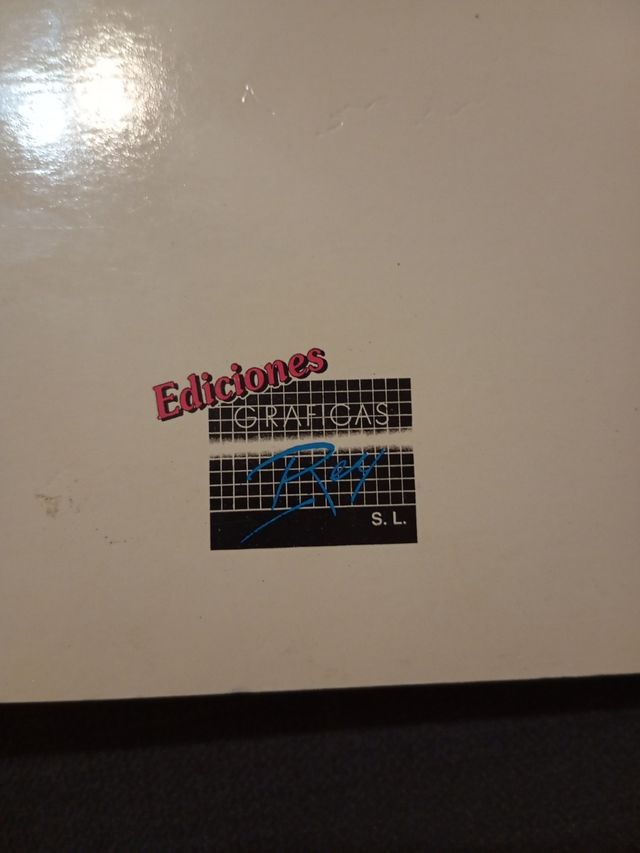 Ediciones
GRAFICAS
Rey
S. L.